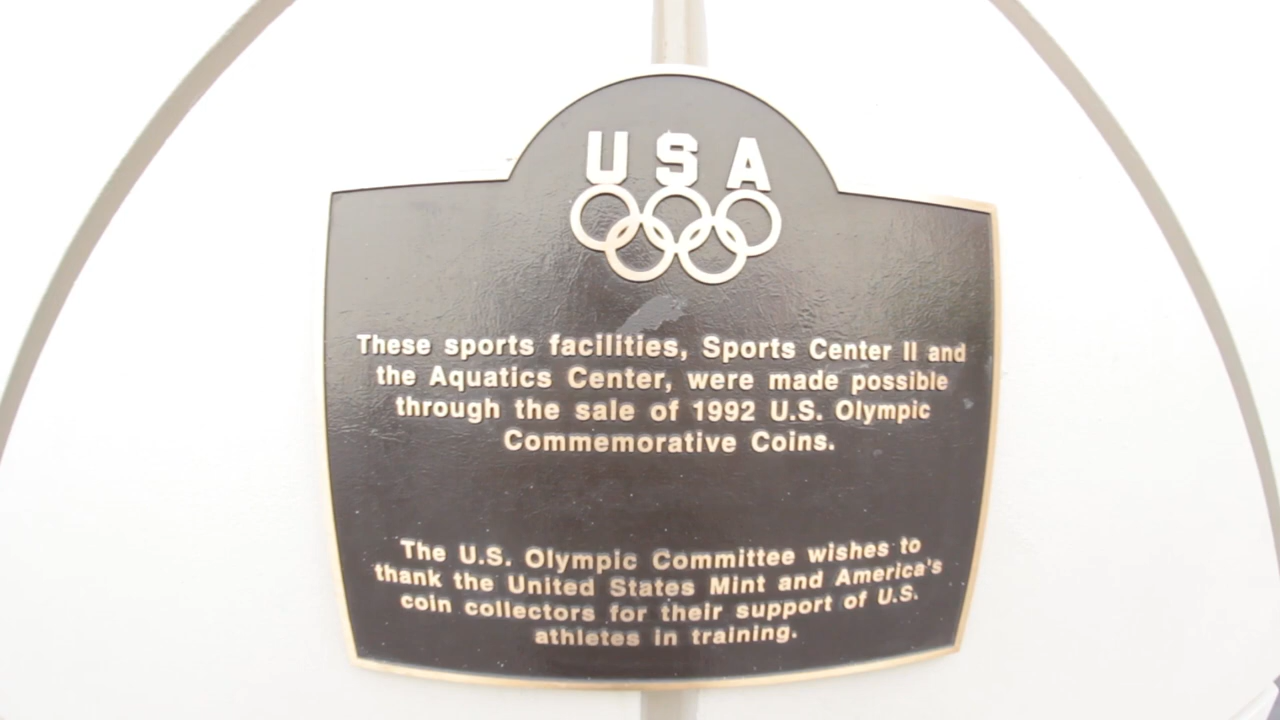 USA
These sports facilities, Sports Center II and
the Aquatics Center, were made possible
through the sale of 1992 U.S. Olympic
Commemorative Coins.
The U.S. Olympic Committee wishes to
thank the United States Mint and America's
coin collectors for their support of U.S.
athletes in training.